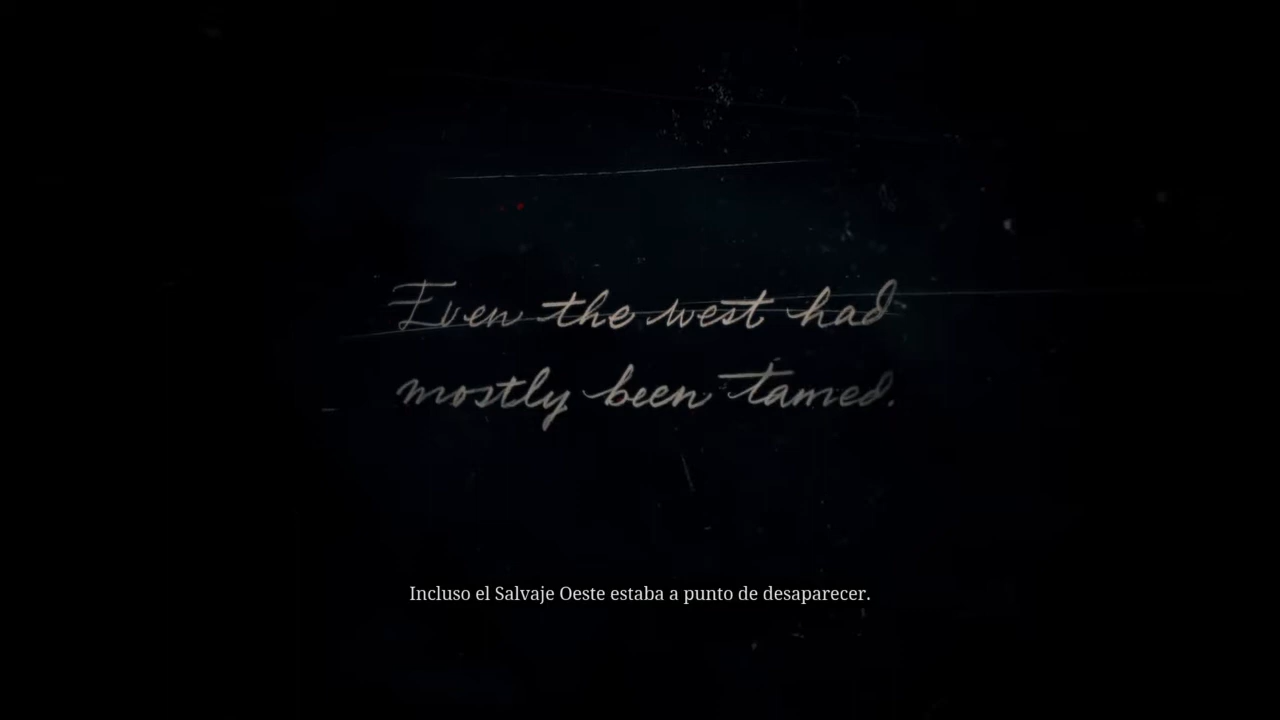 Even the west had
mostly been tamed.
Incluso el Salvaje Oeste estaba a punto de desaparecer.